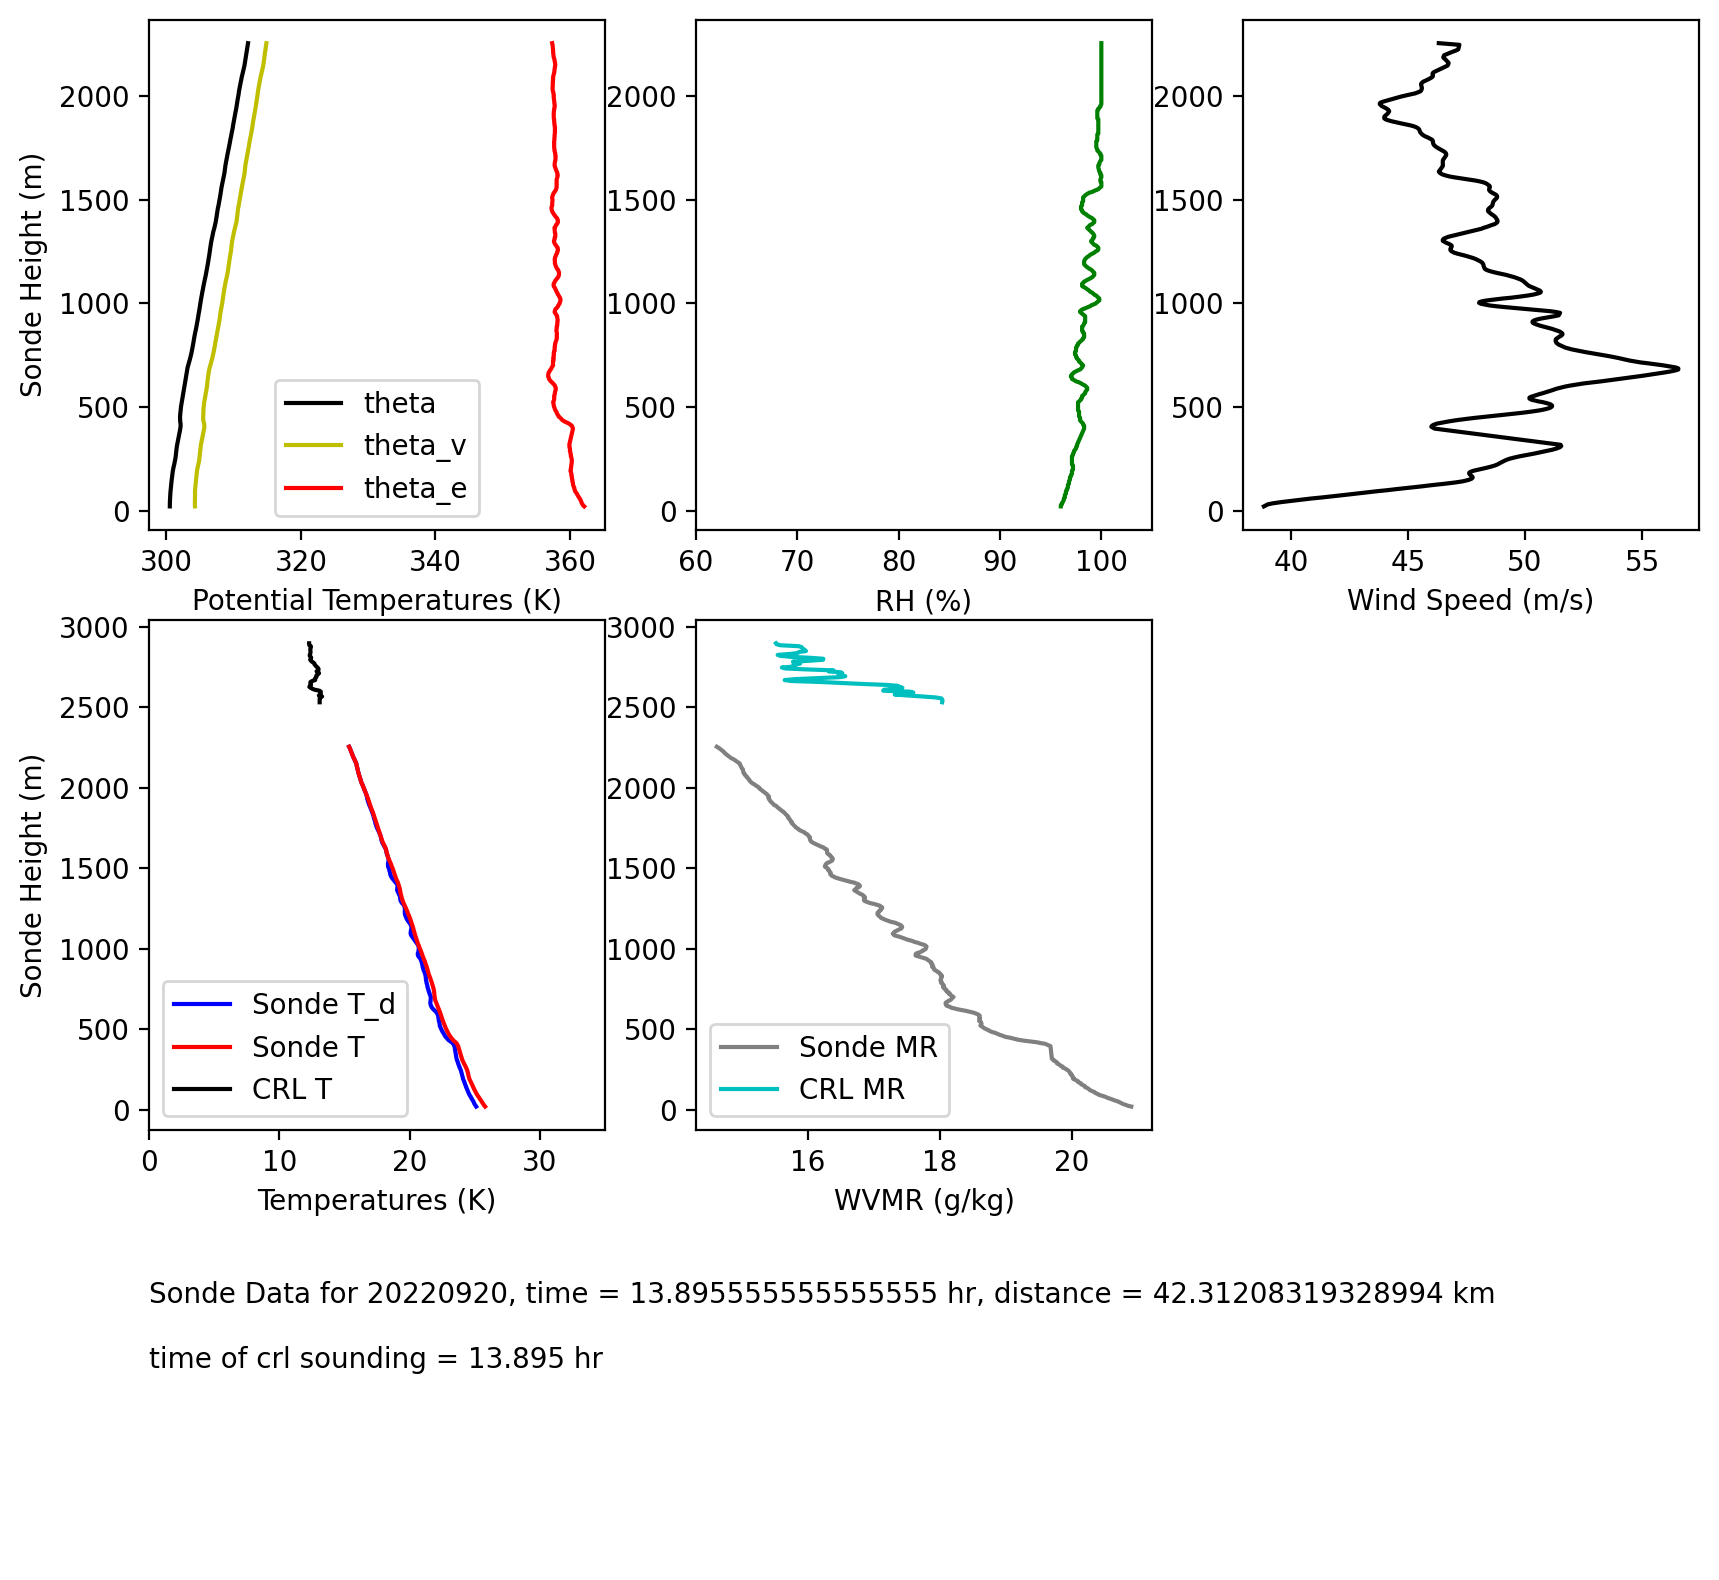 Sonde Height (m)
2000
1500
1000
500
0
theta
theta_v
theta_e
300 320 340 360
Potential Temperatures (K)
2000
1500
1000
500
0
60 70 80 90 100
RH (%)
2000
1500
1000
500
0
40 45 50 55
Wind Speed (m/s)
Sonde Height (m)
3000
2500
2000
1500
1000
500
0
Sonde T_d
Sonde T
CRL T
0 10 20 30
Temperatures (K)
3000
2500
2000
1500
1000
500
0
Sonde MR
CRL MR
16 18 20
WVMR (g/kg)
Sonde Data for 20220920, time = 13.895555555555555 hr, distance = 42.31208319328994 km
time of crl sounding = 13.895 hr